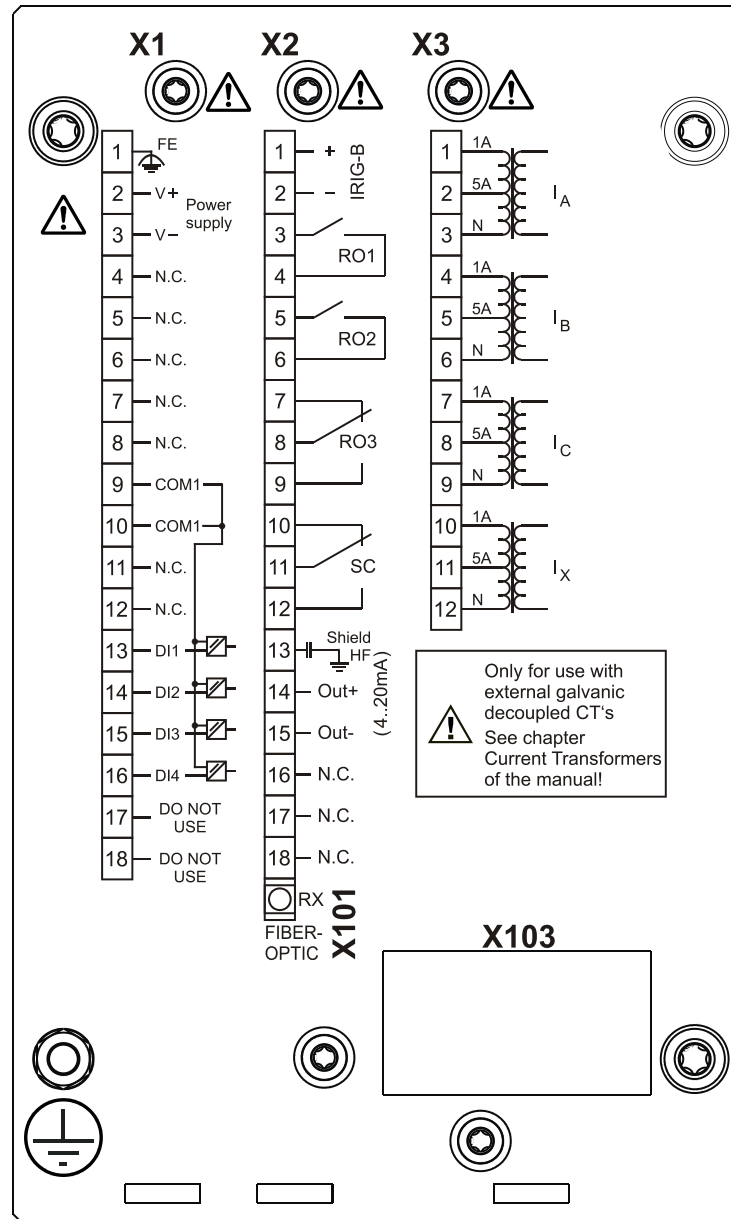 X1 X2 X3
1 FE
2 V+
Power
supply
3 V–
4 N.C.
5 N.C.
6 N.C.
7 N.C.
8 N.C.
9 COM1
10 COM1
11 N.C.
12 N.C.
13 DI1
14 DI2
15 DI3
16 DI4
17 DO NOT
USE
18 DO NOT
USE
1 +
2 –
IRIG-B
3
4
RO1
5
6
RO2
7
8 RO3
9
10
11 SC
12
13 Shield
HF
14 Out+
15 Out-
(4..20mA)
16 N.C.
17 N.C.
18 N.C.
RX
FIBER-
OPTIC
X101
1 1A
2 5A IA
3 N
4 1A
5 5A IB
6 N
7 1A
8 5A IC
9 N
10 1A
11 5A IX
12 N
Only for use with
external galvanic
decoupled CT‘s
See chapter
Current Transformers
of the manual!
X103